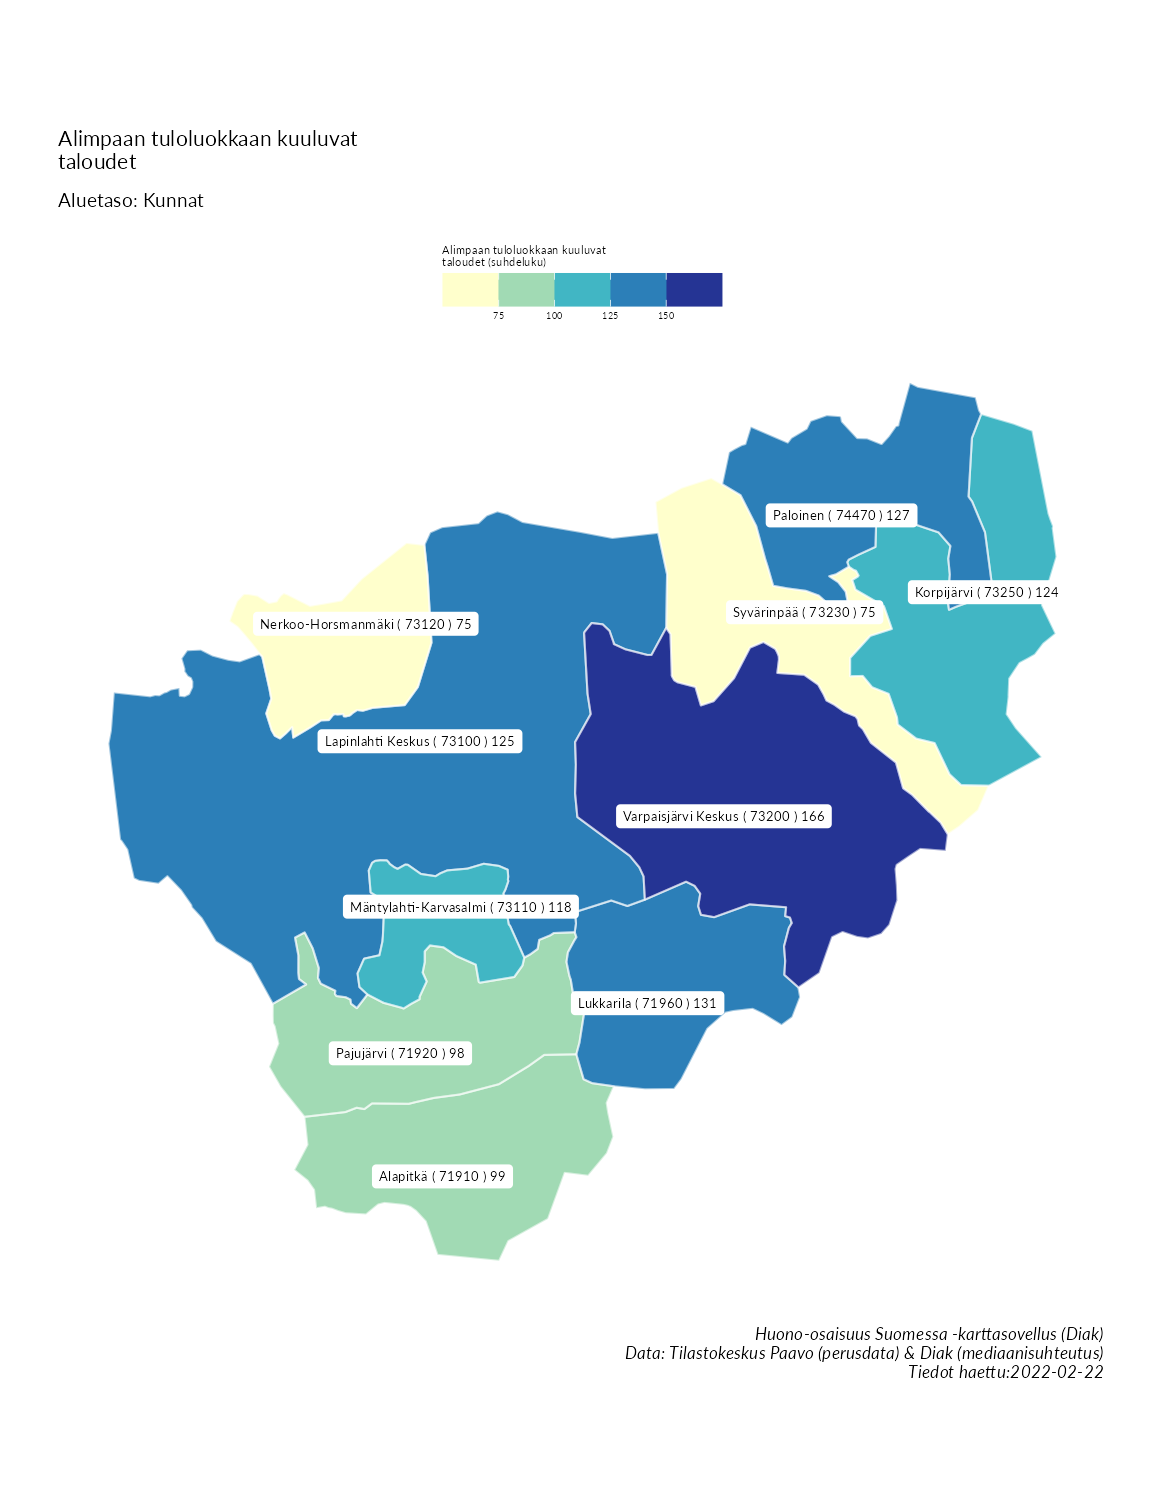 Alimpaan tuloluokkaan kuuluvat
taloudet
Aluetaso: Kunnat
Alimpaan tuloluokkaan kuuluvat
taloudet (suhdeluku)
75 100 125 150
Paloinen ( 74470 ) 127
Korpijärvi ( 73250 ) 124
Syvärinpää ( 73230 ) 75
Nerkoo-Horsmanmäki ( 73120 ) 75
Lapinlahti Keskus ( 73100 ) 125
Varpaisjärvi Keskus ( 73200 ) 166
Mäntylahti-Karvasalmi ( 73110 ) 118
Lukkarila ( 71960 ) 131
Pajujärvi ( 71920 ) 98
Alapitkä ( 71910 ) 99
Huono-osaisuus Suomessa -karttasovellus (Diak)
Data: Tilastokeskus Paavo (perusdata) & Diak (mediaanisuhteutus)
Tiedot haettu:2022-02-22